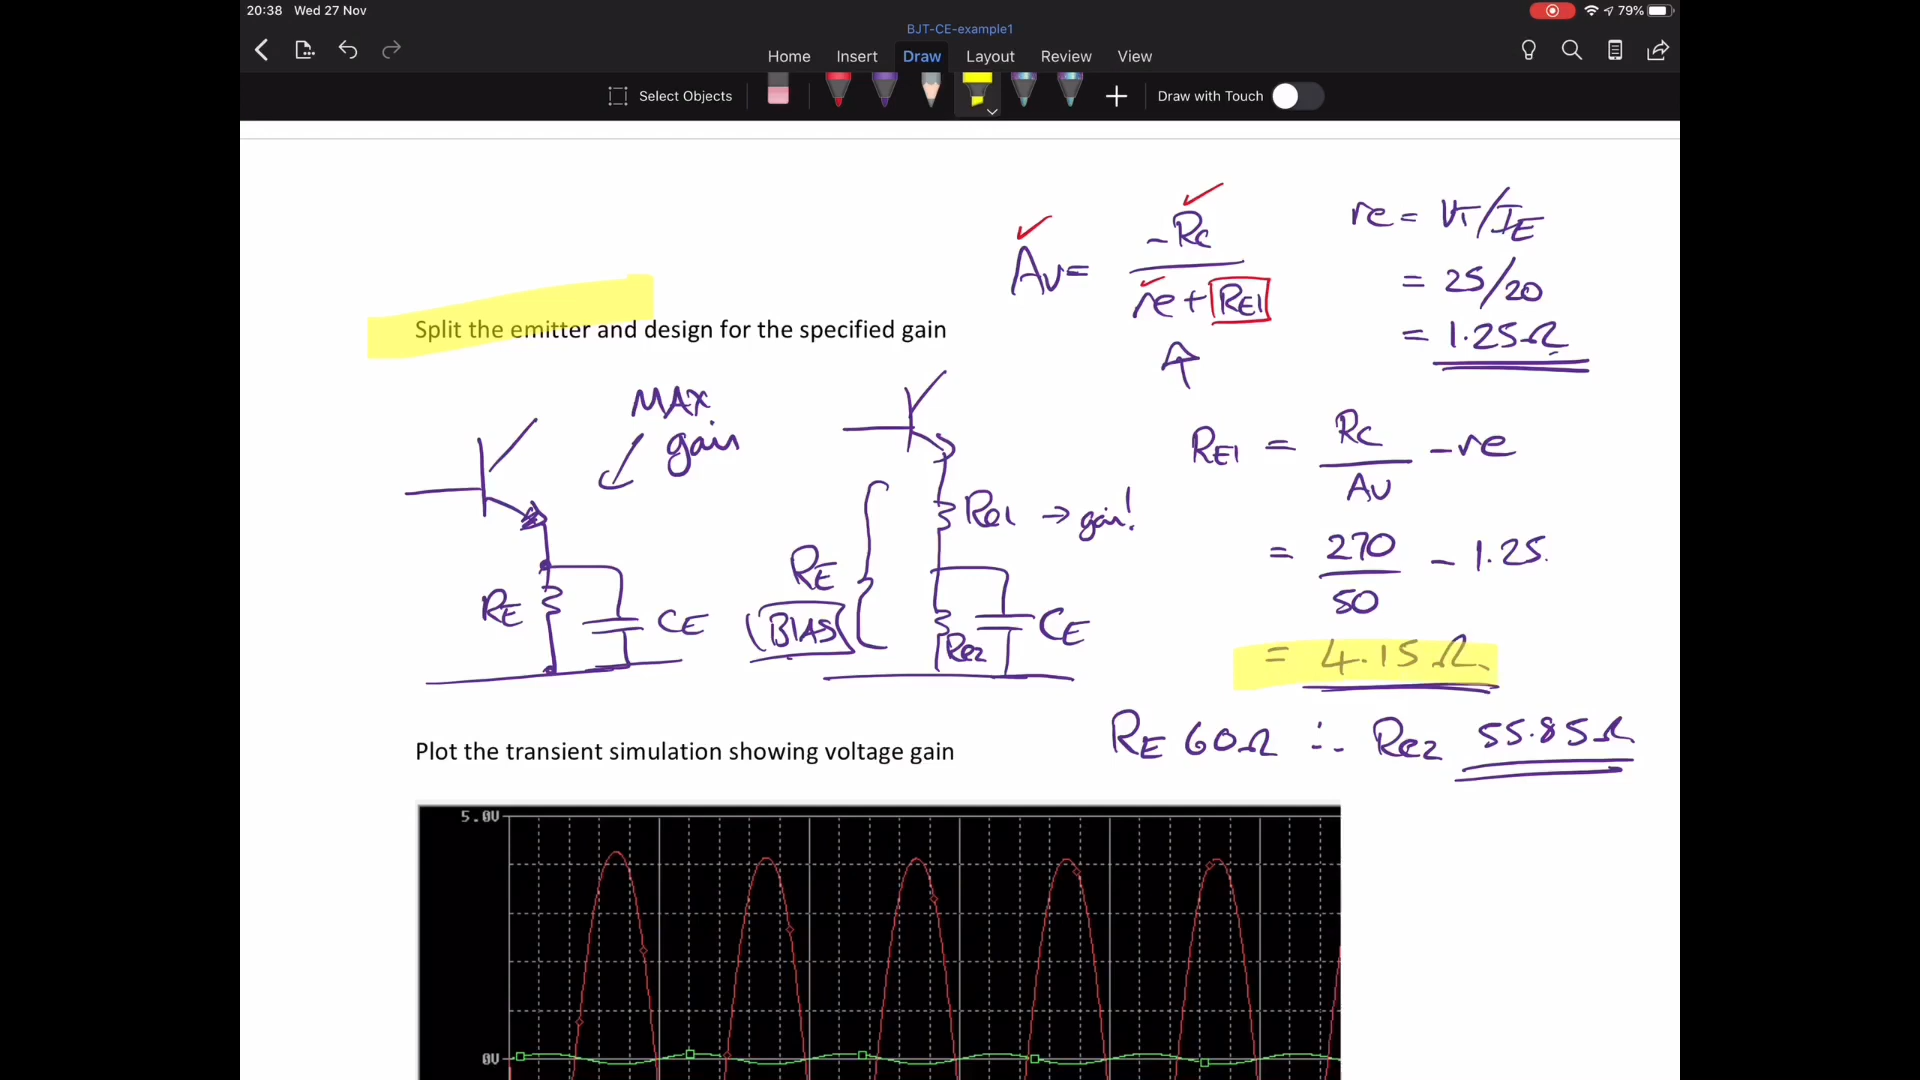 20:38 Wed 27 Nov
79%
BJT-CE-example1
Home Insert Draw Layout Review View
Select Objects
Draw with Touch
Av = -Rc / re + RE1
re = VT/IE
= 25/20
= 1.25Ω
Split the emitter and design for the specified gain
MAX
gain
RE
CE
RE
(BIAS)
Re1 → gain!
Re2
CE
RE1 = Rc / Av - re
= 270 / 50 - 1.25.
= 4.15Ω
RE 60Ω ∴ Re2 55.85Ω
Plot the transient simulation showing voltage gain
5.0V
0V